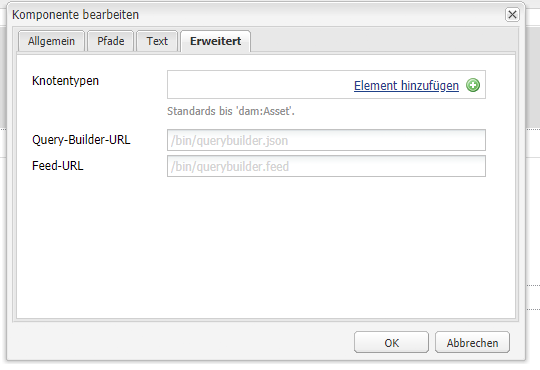 Komponente bearbeiten
Allgemein Pfade Text Erweitert
Knotentypen Element hinzufügen
Standards bis 'dam:Asset'.
Query-Builder-URL /bin/querybuilder.json
Feed-URL /bin/querybuilder.feed
OK Abbrechen